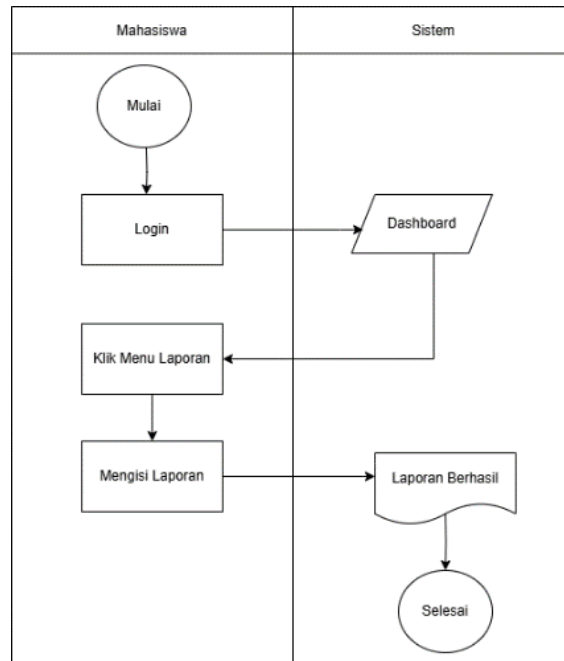 Mahasiswa
Sistem
Mulai
Login
Dashboard
Klik Menu Laporan
Mengisi Laporan
Laporan Berhasil
Selesai